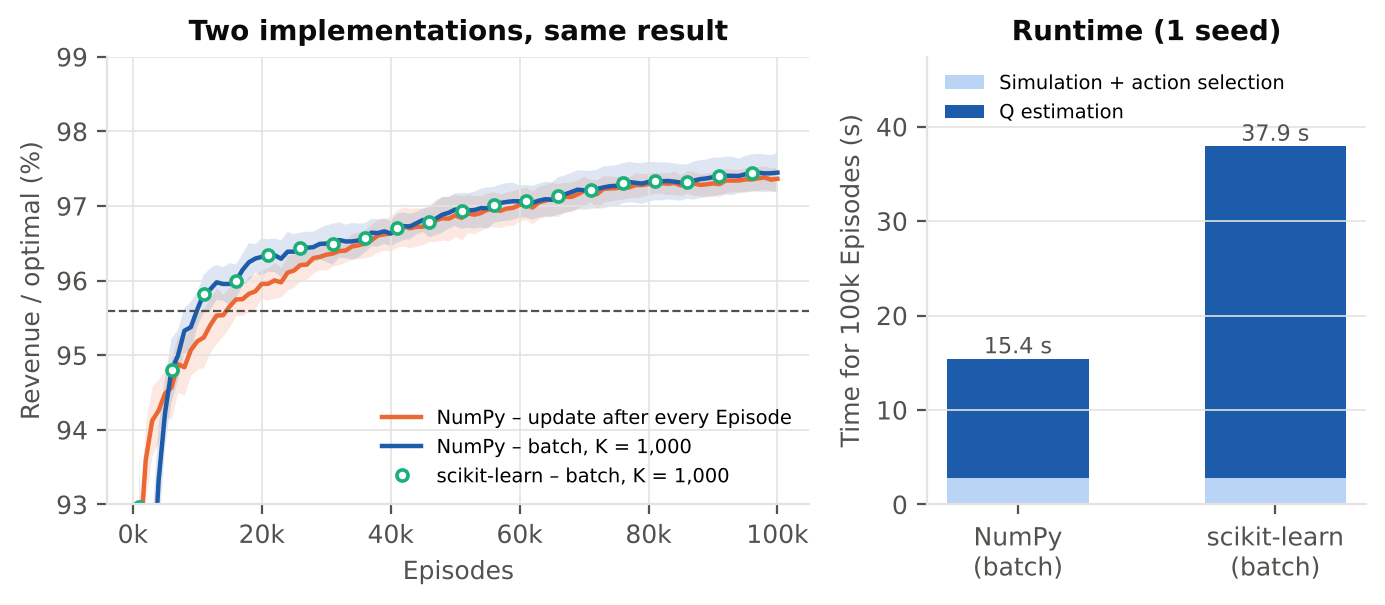 Two implementations, same result
99
98
97
96
95
94
93
Revenue / optimal (%)
NumPy – update after every Episode
NumPy – batch, K = 1,000
scikit-learn – batch, K = 1,000
0k
20k
40k
60k
80k
100k
Episodes
Runtime (1 seed)
Simulation + action selection
Q estimation
Time for 100k Episodes (s)
40
30
20
10
0
15.4 s
37.9 s
NumPy
(batch)
scikit-learn
(batch)